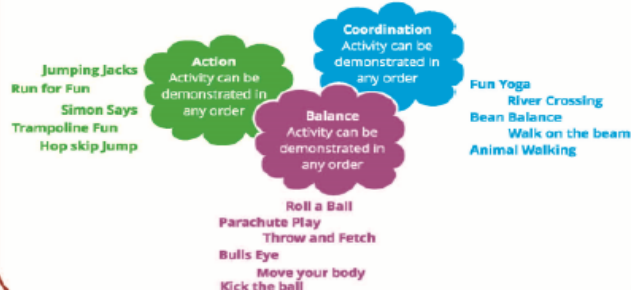 Coordination
Activity can be
demonstrated in
any order
Action
Activity can be
demonstrated in
any order
Jumping Jacks
Run for Fun
Simon Says
Trampoline Fun
Hop skip Jump
Balance
Activity can be
demonstrated in
any order
Fun Yoga
River Crossing
Bean Balance
Walk on the beam
Animal Walking
Roll a Ball
Parachute Play
Throw and Fetch
Bulls Eye
Move your body
Kick the ball